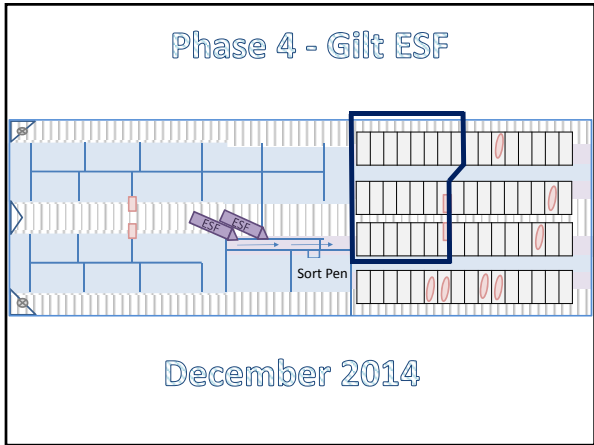 Phase 4 - Gilt ESF
ESF
ESF
Sort Pen
December 2014